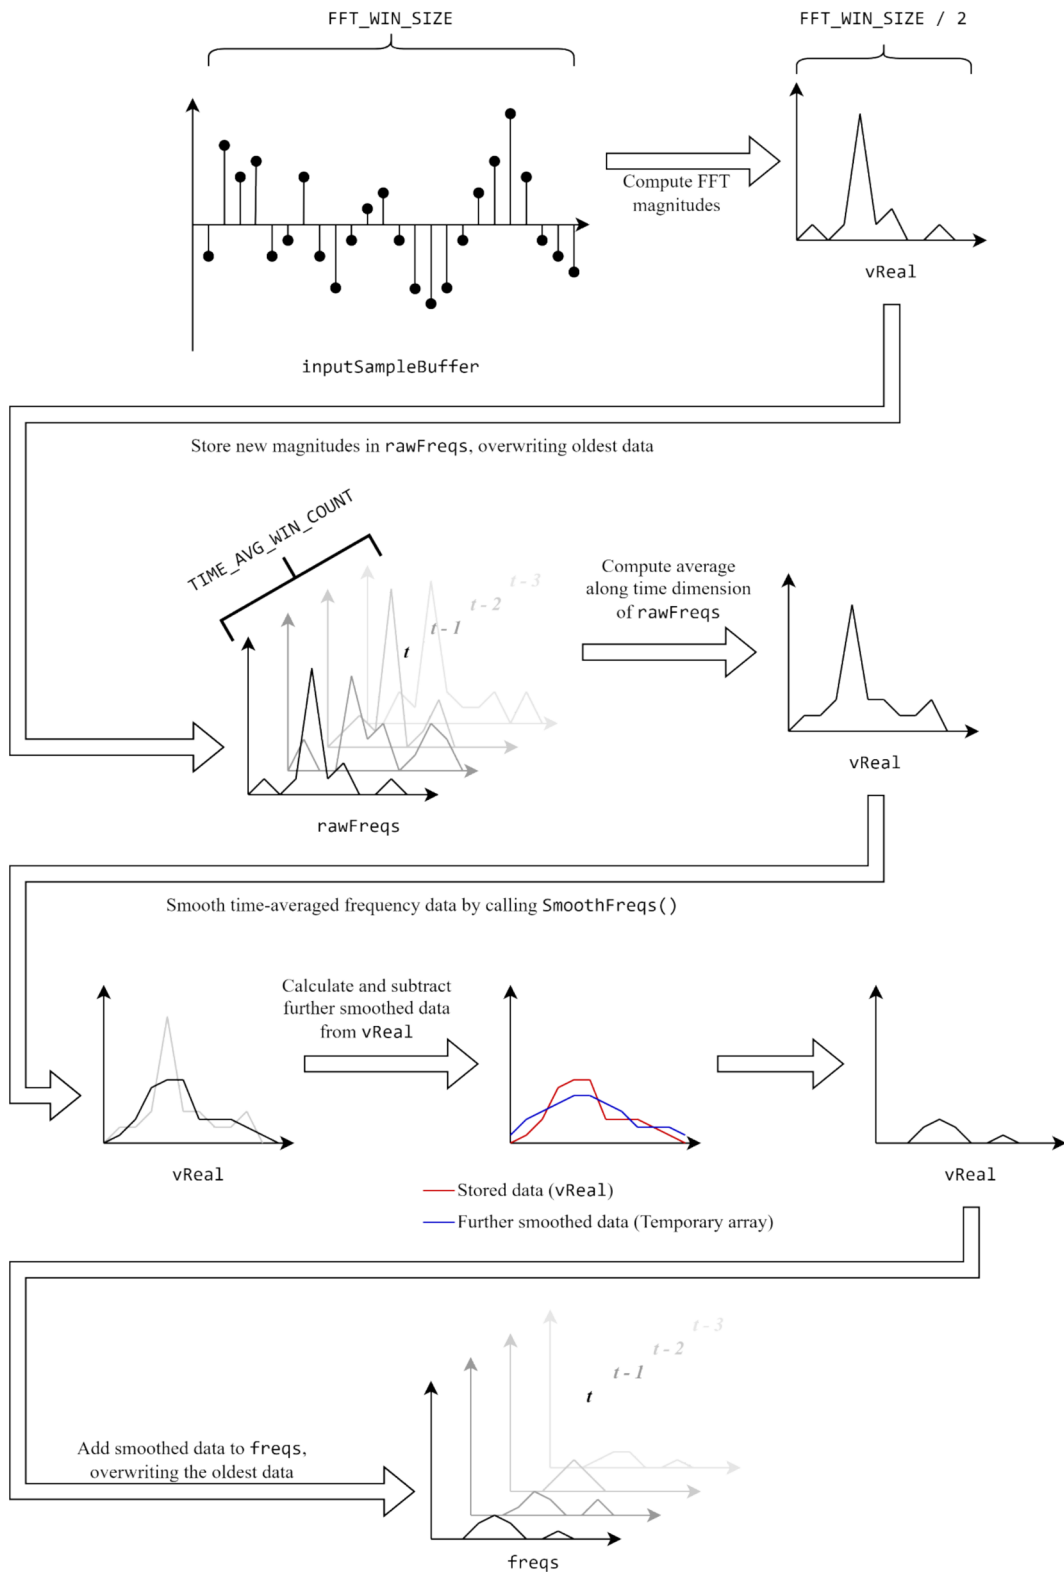 FFT_WIN_SIZE
FFT_WIN_SIZE / 2
Compute FFT
magnitudes
vReal
inputSampleBuffer
Store new magnitudes in rawFreqs, overwriting oldest data
TIME_AVG_WIN_COUNT
t - 3
t - 2
t - 1
t
Compute average
along time dimension
of rawFreqs
vReal
rawFreqs
Smooth time-averaged frequency data by calling SmoothFreqs()
Calculate and subtract
further smoothed data
from vReal
vReal
vReal
Stored data (vReal)
Further smoothed data (Temporary array)
t - 3
t - 2
t - 1
t
Add smoothed data to freqs,
overwriting the oldest data
freqs